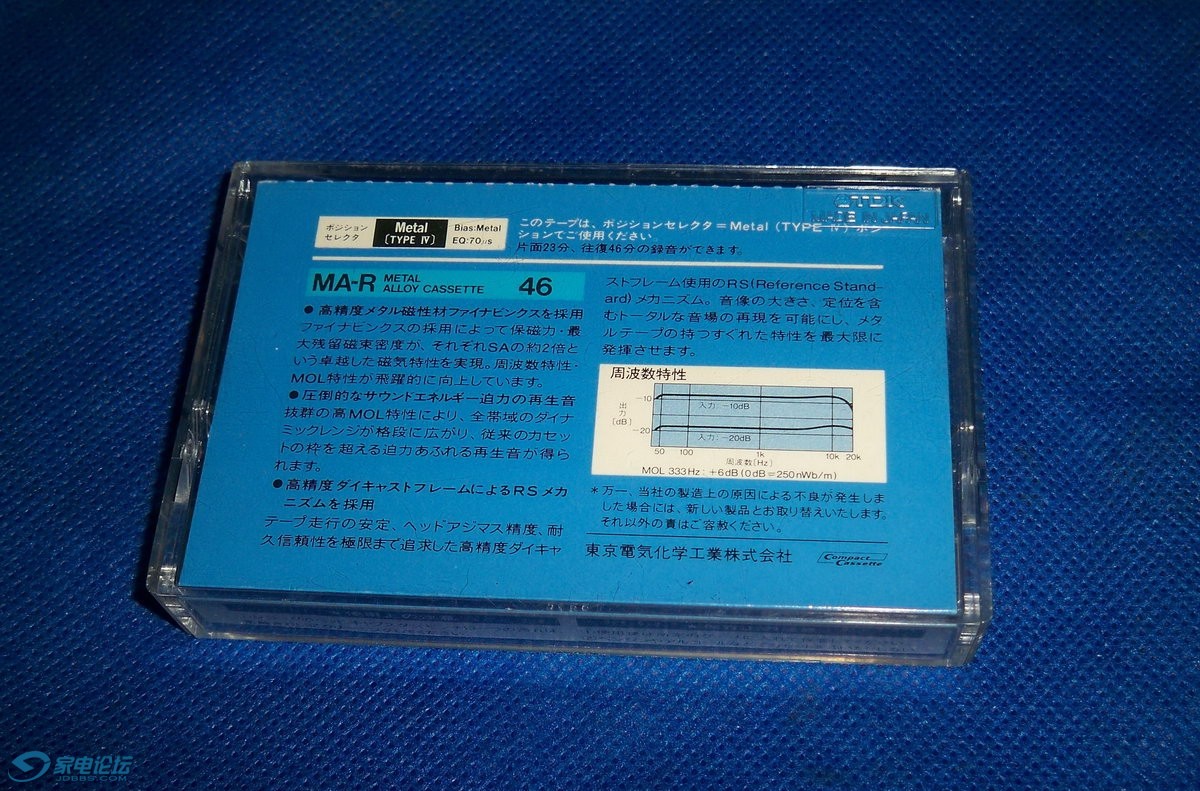 TDK
MADE IN JAPAN
ポジション
セレクタ
Metal
(TYPE Ⅳ)
Bias:Metal
EQ:70μs
このテープは、ポジションセレクタ=Metal (TYPE Ⅳ) ポジ
ションでご使用ください
片面23分、往復46分の録音ができます。
MA-R METAL
ALLOY CASSETTE 46
● 高精度メタル磁性材ファイナビンクスを採用
ファイナビンクスの採用によって保磁力・最
大残留磁束密度が、それぞれSAの約2倍と
いう卓越した磁気特性を実現。周波数特性・
MOL特性が飛躍的に向上しています。
● 圧倒的なサウンドエネルギー迫力の再生音
抜群の高MOL特性により、全帯域のダイナ
ミックレンジが格段に広がり、従来のカセッ
トの枠を超える迫力あふれる再生音が得ら
れます。
● 高精度ダイキャストフレームによるRSメカ
ニズムを採用
テープ走行の安定、ヘッドアジマス精度、耐
久信頼性を極限まで追求した高精度ダイキャ
ストフレーム使用のRS(Reference Stand-
ard)メカニズム。音像の大きさ、定位を含
むトータルな音場の再現を可能にし、メタ
ルテープの持つすぐれた特性を最大限に
発揮させます。
周波数特性
出力
[dB]
-10
-20
入力: -10dB
入力: -20dB
50 100 1k 10k 20k
周波数[Hz]
MOL 333Hz: +6dB (0dB=250nWb/m)
*万一、当社の製造上の原因による不良が発生しま
した場合には、新しい製品とお取り替えいたします。
それ以外の責はご容赦ください。
東京電気化学工業株式会社
Compact
Cassette
家电论坛
JDBBS.COM